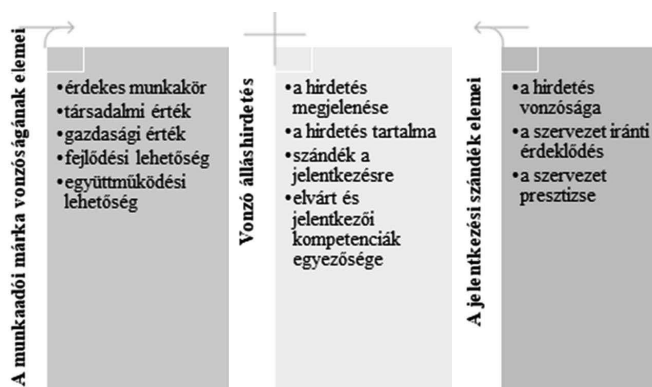 A munkaadói márka vonzóságának elemei
•érdekes munkakör
•társadalmi érték
•gazdasági érték
•fejlődési lehetőség
•együttműködési
lehetőség
Vonzó álláshirdetés
•a hirdetés
megjelenése
•a hirdetés tartalma
•szándék a
jelentkezésre
•elvárt és
jelentkezői
kompetenciák
egyezősége
A jelentkezési szándék elemei
•a hirdetés
vonzósága
•a szervezet iránti
érdeklődés
•a szervezet
presztizse